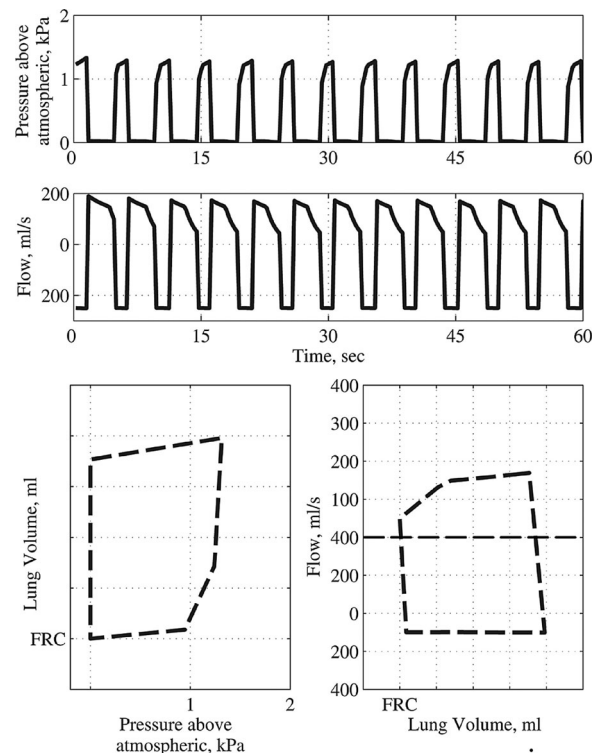 Pressure above
atmospheric, kPa
2
1
0
0 15 30 45 60
Flow, ml/s
200
0
200
0 15 30 45 60
Time, sec
Lung Volume, ml
FRC
1 2
Pressure above
atmospheric, kPa
Flow, ml/s
400
300
200
100
400
200
0
200
400
FRC
Lung Volume, ml